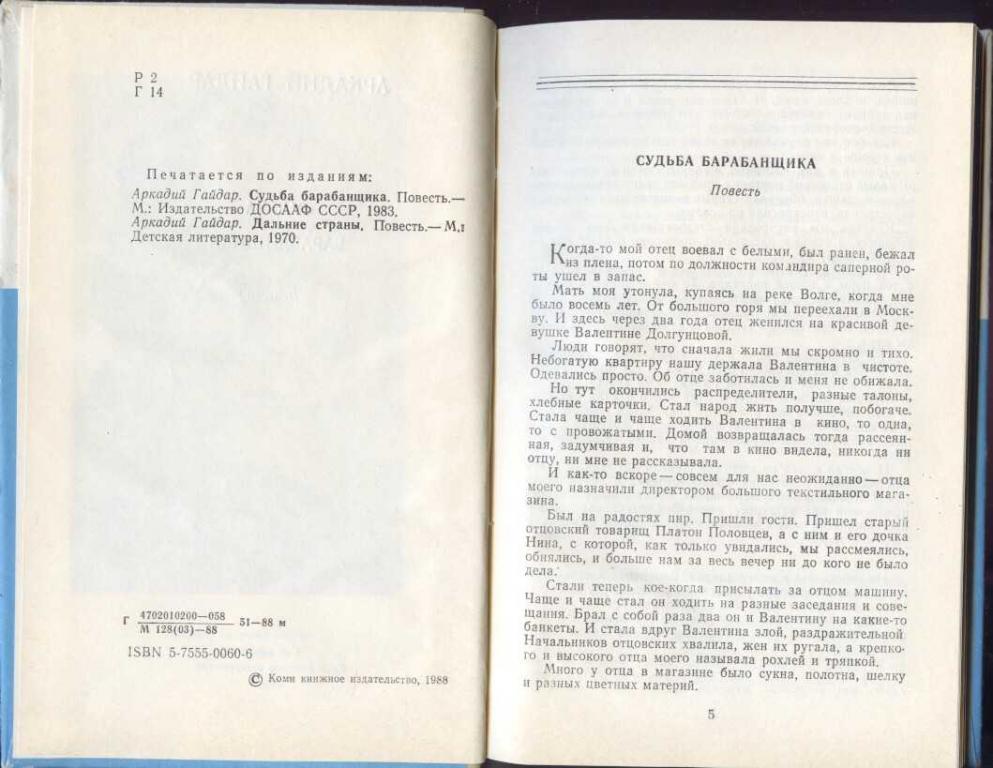 Р 2
Г 14
Печатается по изданиям:
Аркадий Гайдар. Судьба барабанщика. Повесть.—
М.: Издательство ДОСААФ СССР, 1983.
Аркадий Гайдар. Дальние страны. Повесть.— М.:
Детская литература, 1970.
Г 4702010200—058 51—88 м
М 128(03)—88
ISBN 5-7555-0060-6
© Коми книжное издательство, 1988
СУДЬБА БАРАБАНЩИКА
Повесть
Когда-то мой отец воевал с белыми, был ранен, бежал
из плена, потом по должности командира саперной ро-
ты ушел в запас.
Мать моя утонула, купаясь на реке Волге, когда мне
было восемь лет. От большого горя мы переехали в Моск-
ву. И здесь через два года отец женился на красивой де-
вушке Валентине Долгунцовой.
Люди говорят, что сначала жили мы скромно и тихо.
Небогатую квартиру нашу держала Валентина в чистоте.
Одевались просто. Об отце заботилась и меня не обижала.
Но тут окончились распределители, разные талоны,
хлебные карточки. Стал народ жить получше, побогаче.
Стала чаще и чаще ходить Валентина в кино, то одна,
то с провожатыми. Домой возвращалась тогда рассеян-
ная, задумчивая и, что там в кино видела, никогда ни
отцу, ни мне не рассказывала.
И как-то вскоре — совсем для нас неожиданно — отца
моего назначили директором большого текстильного мага-
зина.
Был на радостях пир. Пришли гости. Пришел старый
отцовский товарищ Платон Половцев, а с ним и его дочка
Нина, с которой, как только увидались, мы рассмеялись,
обнялись, и больше нам за весь вечер ни до кого не было
дела.
Стали теперь кое-когда присылать за отцом машину.
Чаще и чаще стал он ходить на разные заседания и сове-
щания. Брал с собой раза два он и Валентину на какие-то
банкеты. И стала вдруг Валентина злой, раздражительной.
Начальников отцовских хвалила, жен их ругала, а крепко-
го и высокого отца моего называла рохлей и тряпкой.
Много у отца в магазине было сукна, полотна, шелку
и разных цветных материй.
5